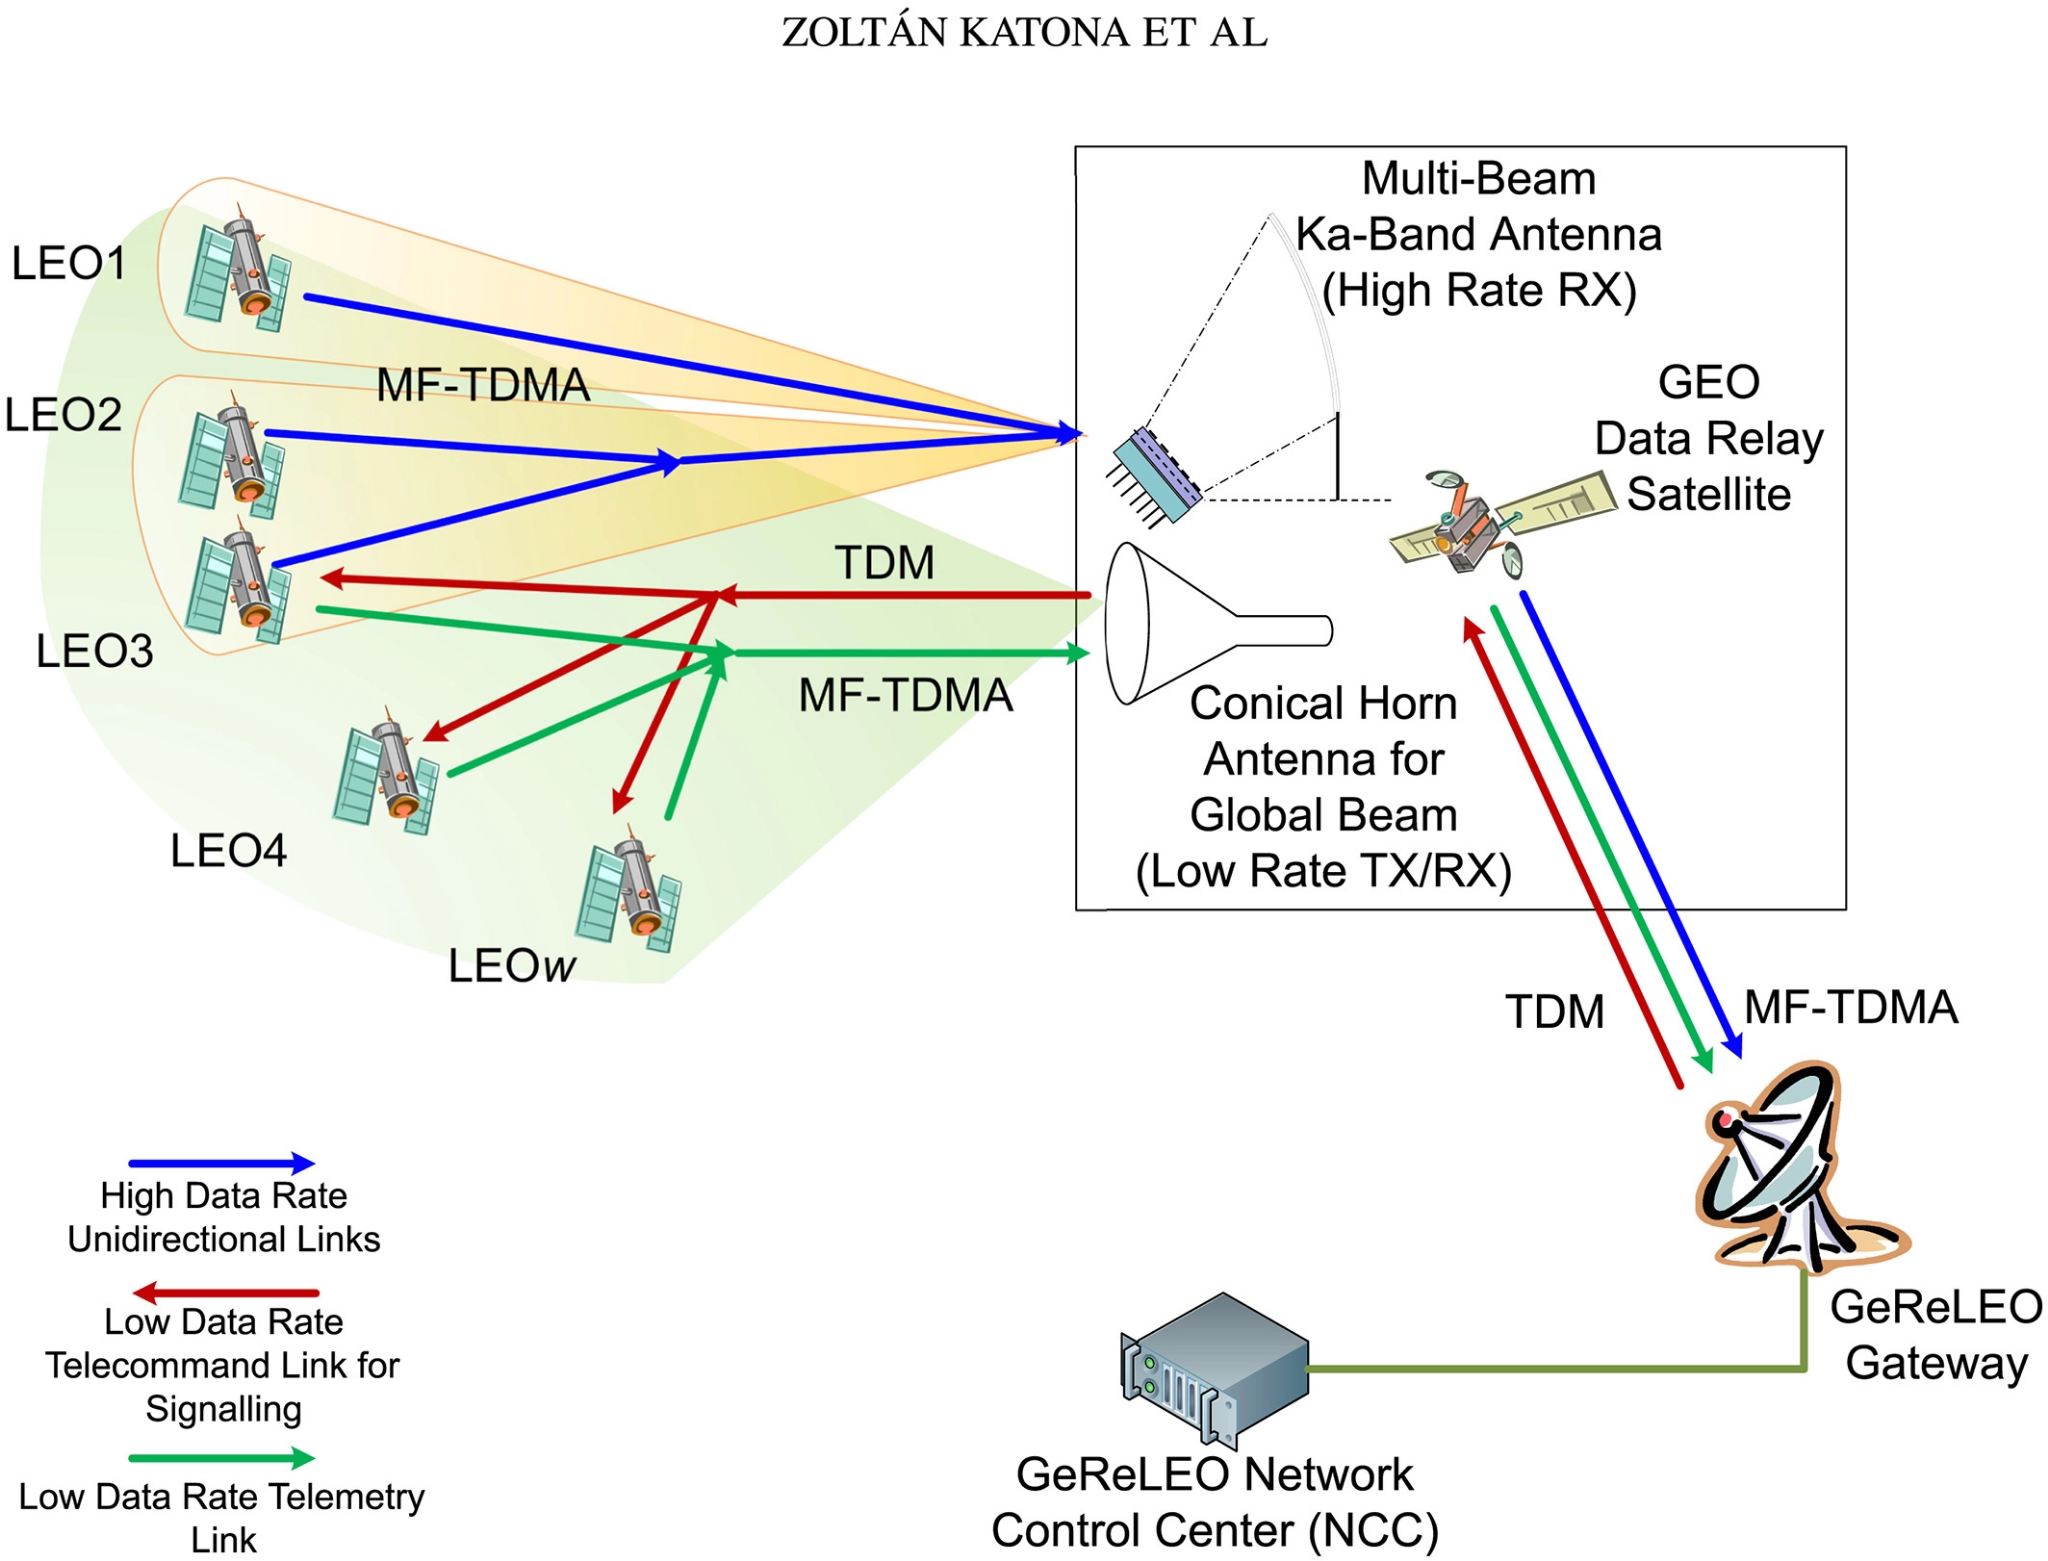 ZOLTÁN KATONA ET AL
Multi-Beam
Ka-Band Antenna
(High Rate RX)
LEO1
MF-TDMA
LEO2
GEO
Data Relay
Satellite
TDM
LEO3
MF-TDMA
Conical Horn
Antenna for
Global Beam
(Low Rate TX/RX)
LEO4
LEOw
TDM
MF-TDMA
High Data Rate
Unidirectional Links
Low Data Rate
Telecommand Link for
Signalling
Low Data Rate Telemetry
Link
GeReLEO
Gateway
GeReLEO Network
Control Center (NCC)